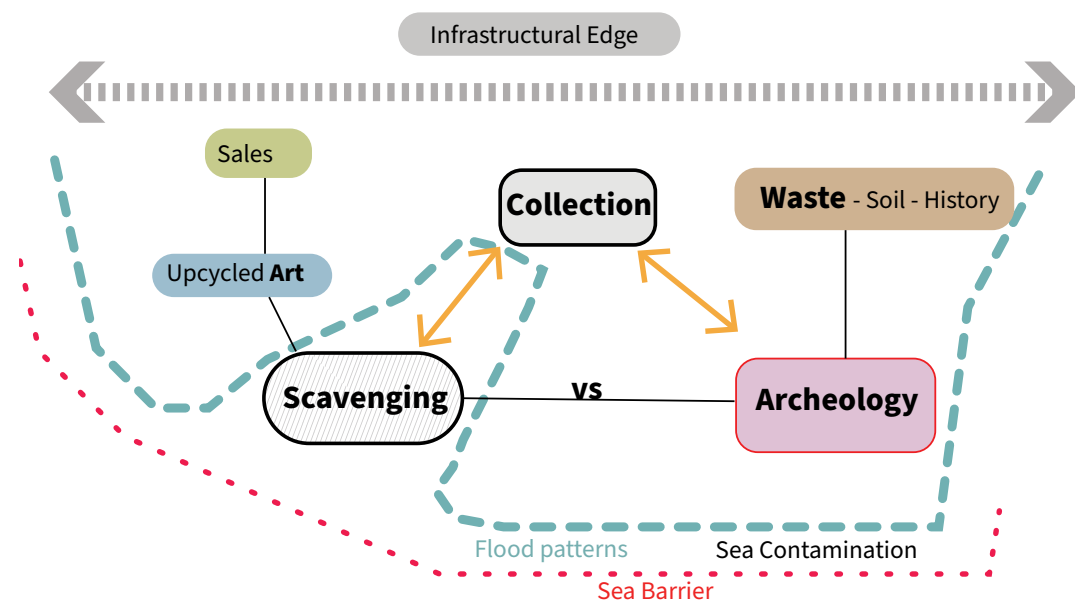 Infrastructural Edge
Sales
Collection
Waste - Soil - History
Upcycled Art
Scavenging
vs
Archeology
Flood patterns
Sea Contamination
Sea Barrier